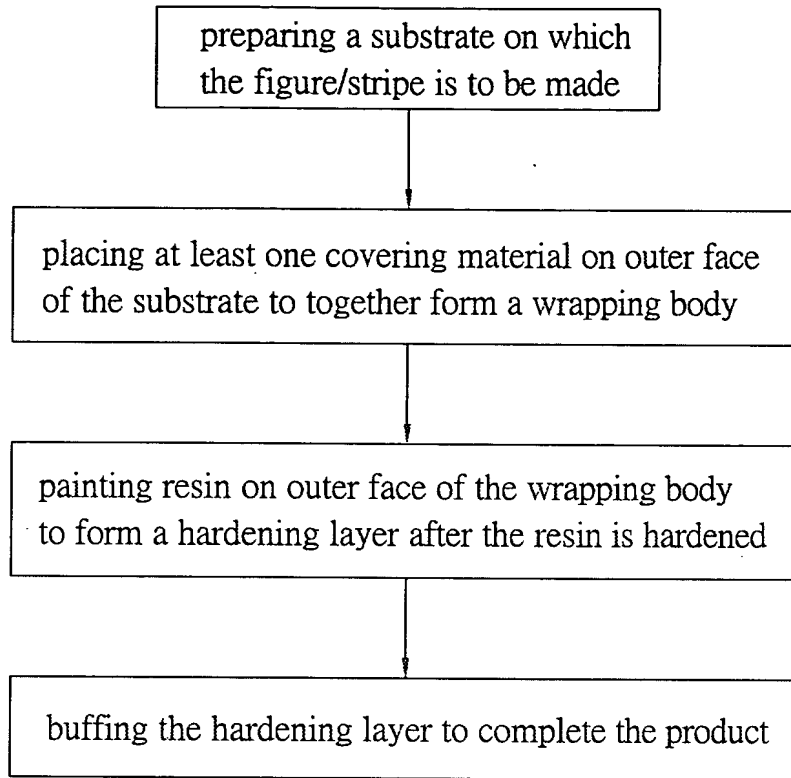 preparing a substrate on which
the figure/stripe is to be made
placing at least one covering material on outer face
of the substrate to together form a wrapping body
painting resin on outer face of the wrapping body
to form a hardening layer after the resin is hardened
buffing the hardening layer to complete the product